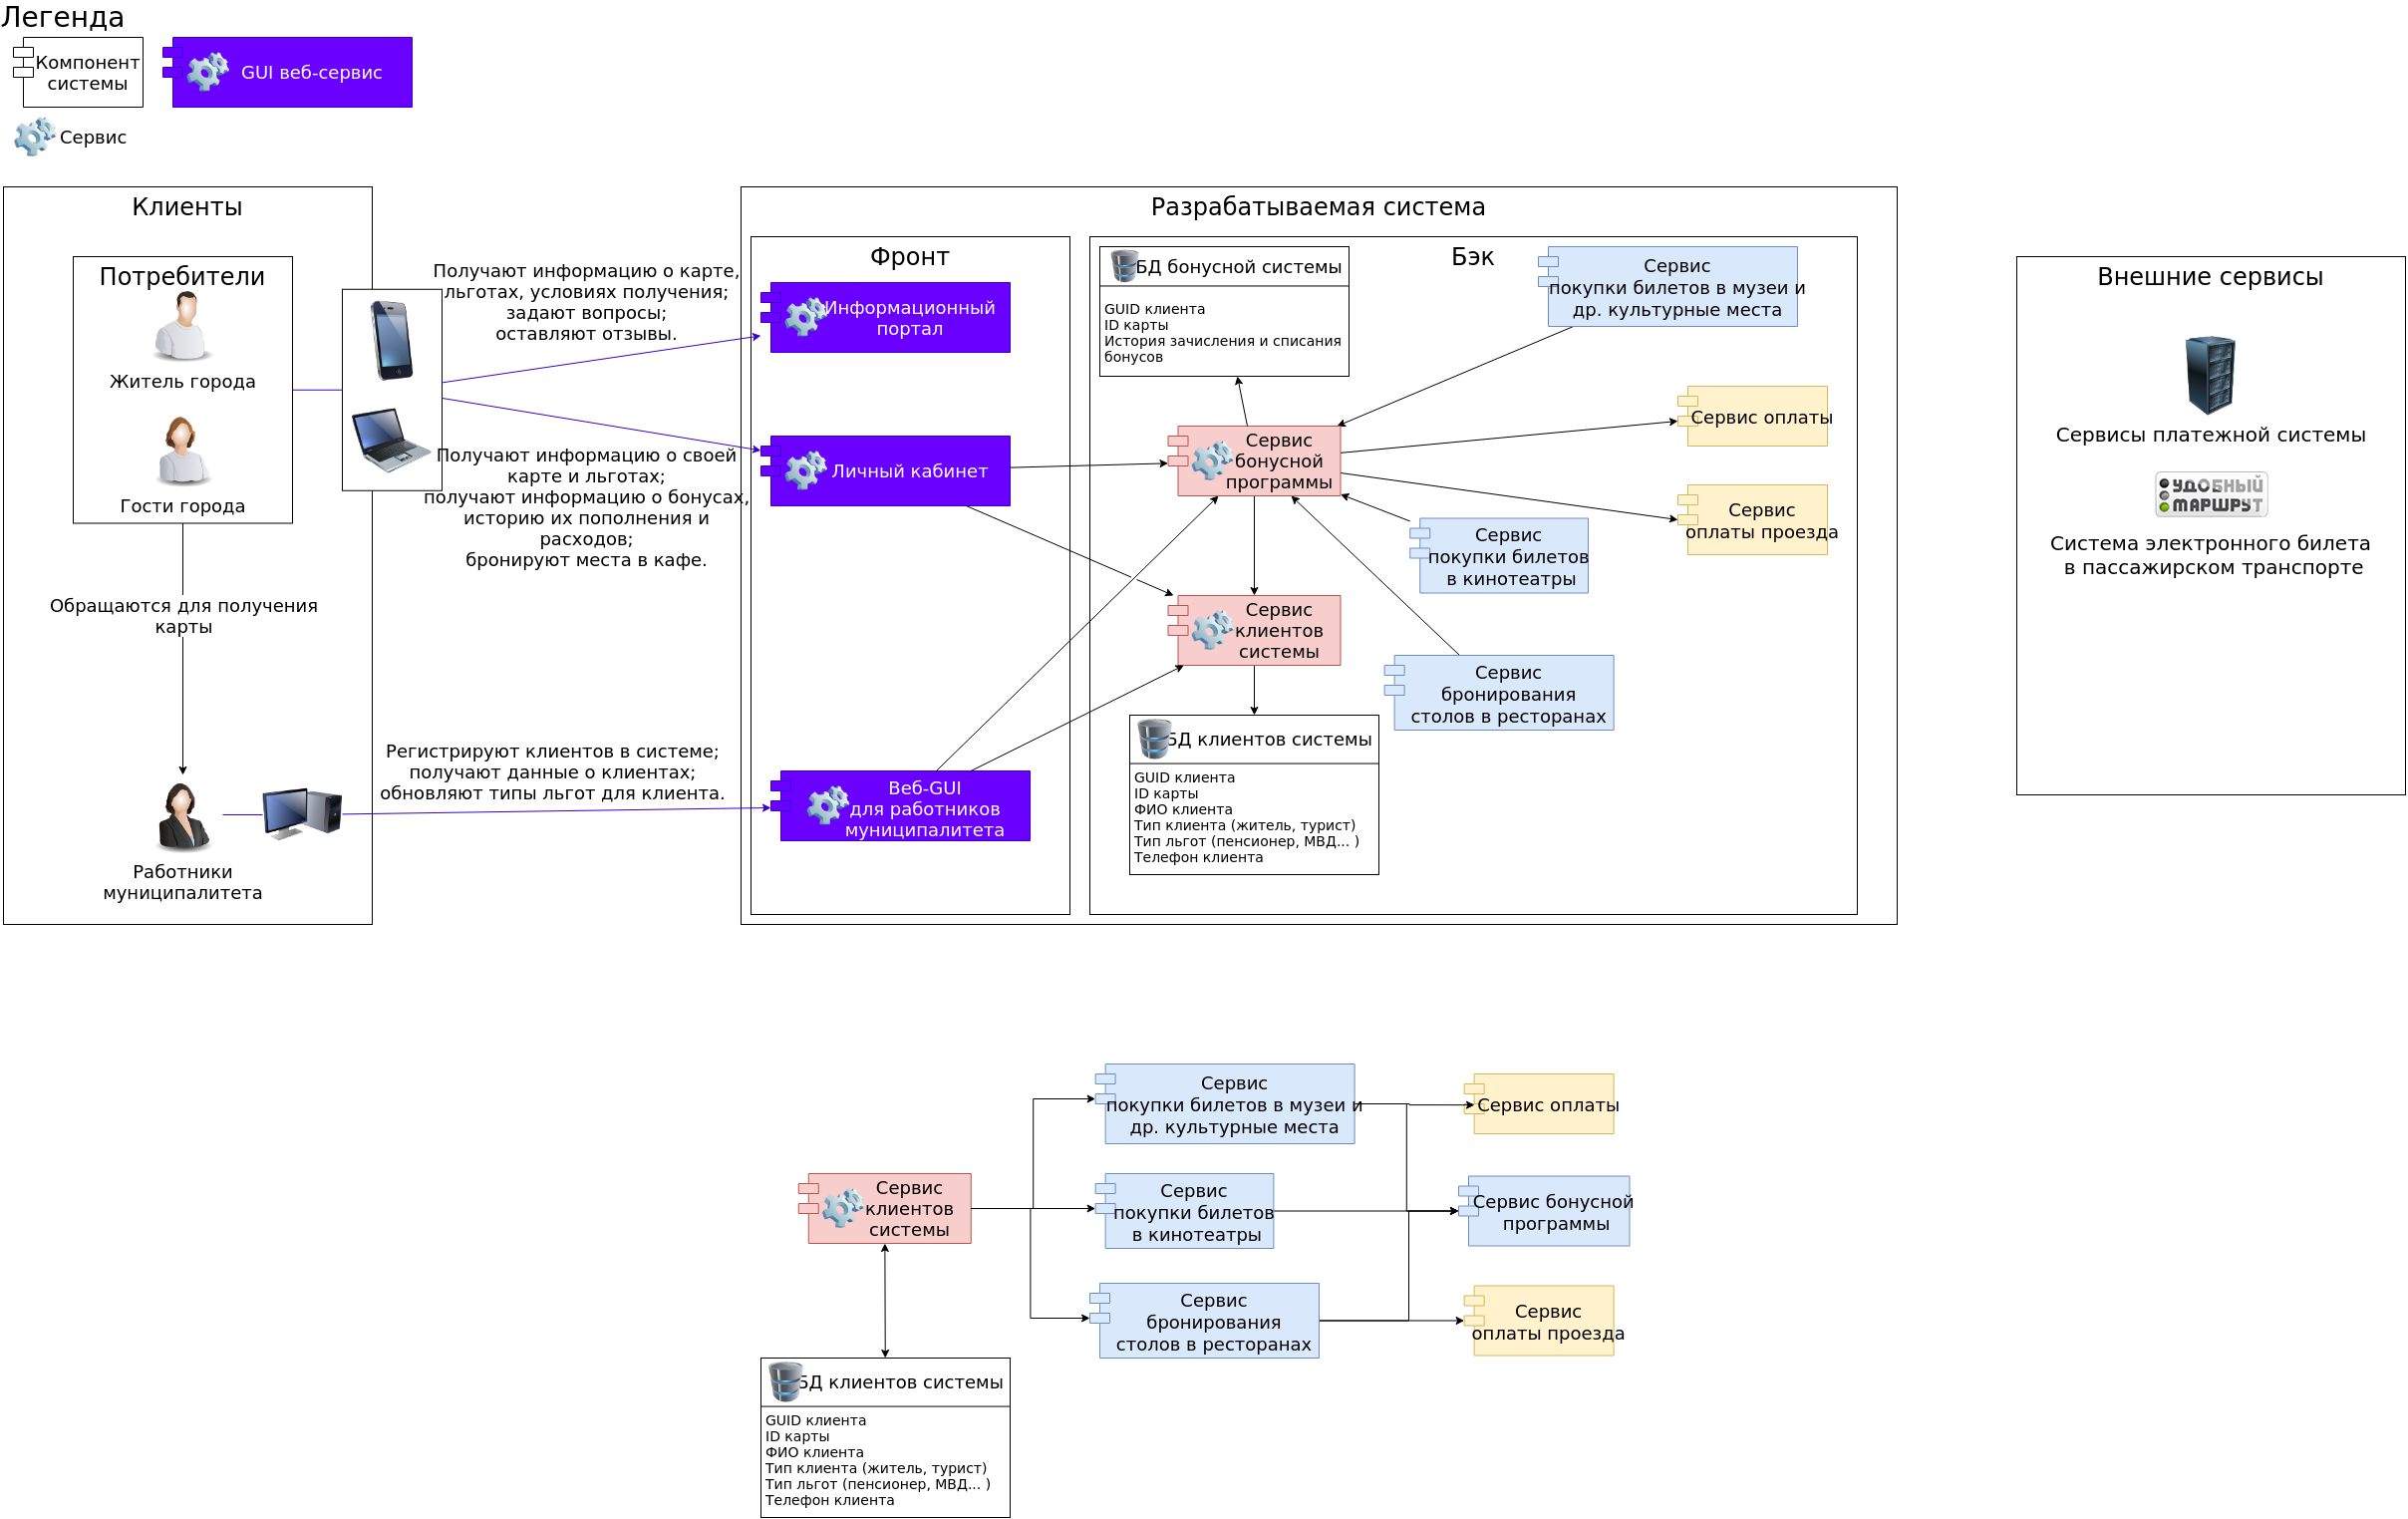 Легенда
Компонент
системы
GUI веб-сервис
Сервис
Клиенты
Потребители
Житель города
Гости города
Обращаются для получения
карты
Работники
муниципалитета
Получают информацию о карте,
льготах, условиях получения;
задают вопросы;
оставляют отзывы.
Получают информацию о своей
карте и льготах;
получают информацию о бонусах,
историю их пополнения и
расходов;
бронируют места в кафе.
Регистрируют клиентов в системе;
получают данные о клиентах;
обновляют типы льгот для клиента.
Разрабатываемая система
Фронт
Информационный
портал
Личный кабинет
Веб-GUI
для работников
муниципалитета
Бэк
БД бонусной системы
GUID клиента
ID карты
История зачисления и списания
бонусов
Сервис
покупки билетов в музеи и
др. культурные места
Сервис
бонусной
программы
Сервис оплаты
Сервис
оплаты проезда
Сервис
покупки билетов
в кинотеатры
Сервис
клиентов
системы
Сервис
бронирования
столов в ресторанах
БД клиентов системы
GUID клиента
ID карты
ФИО клиента
Тип клиента (житель, турист)
Тип льгот (пенсионер, МВД... )
Телефон клиента
Внешние сервисы
Сервисы платежной системы
УДОБНЫЙ
МАРШРУТ
Система электронного билета
в пассажирском транспорте
Сервис
покупки билетов в музеи и
др. культурные места
Сервис оплаты
Сервис
клиентов
системы
Сервис
покупки билетов
в кинотеатры
Сервис бонусной
программы
Сервис
бронирования
столов в ресторанах
Сервис
оплаты проезда
БД клиентов системы
GUID клиента
ID карты
ФИО клиента
Тип клиента (житель, турист)
Тип льгот (пенсионер, МВД... )
Телефон клиента